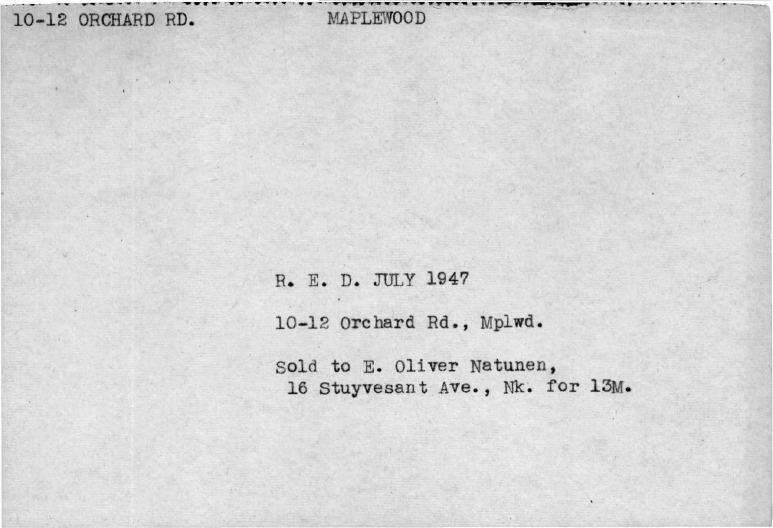 10-12 ORCHARD RD. MAPLEWOOD
R. E. D. JULY 1947
10-12 Orchard Rd., Mplwd.
Sold to E. Oliver Natunen,
16 Stuyvesant Ave., Nk. for 13M.